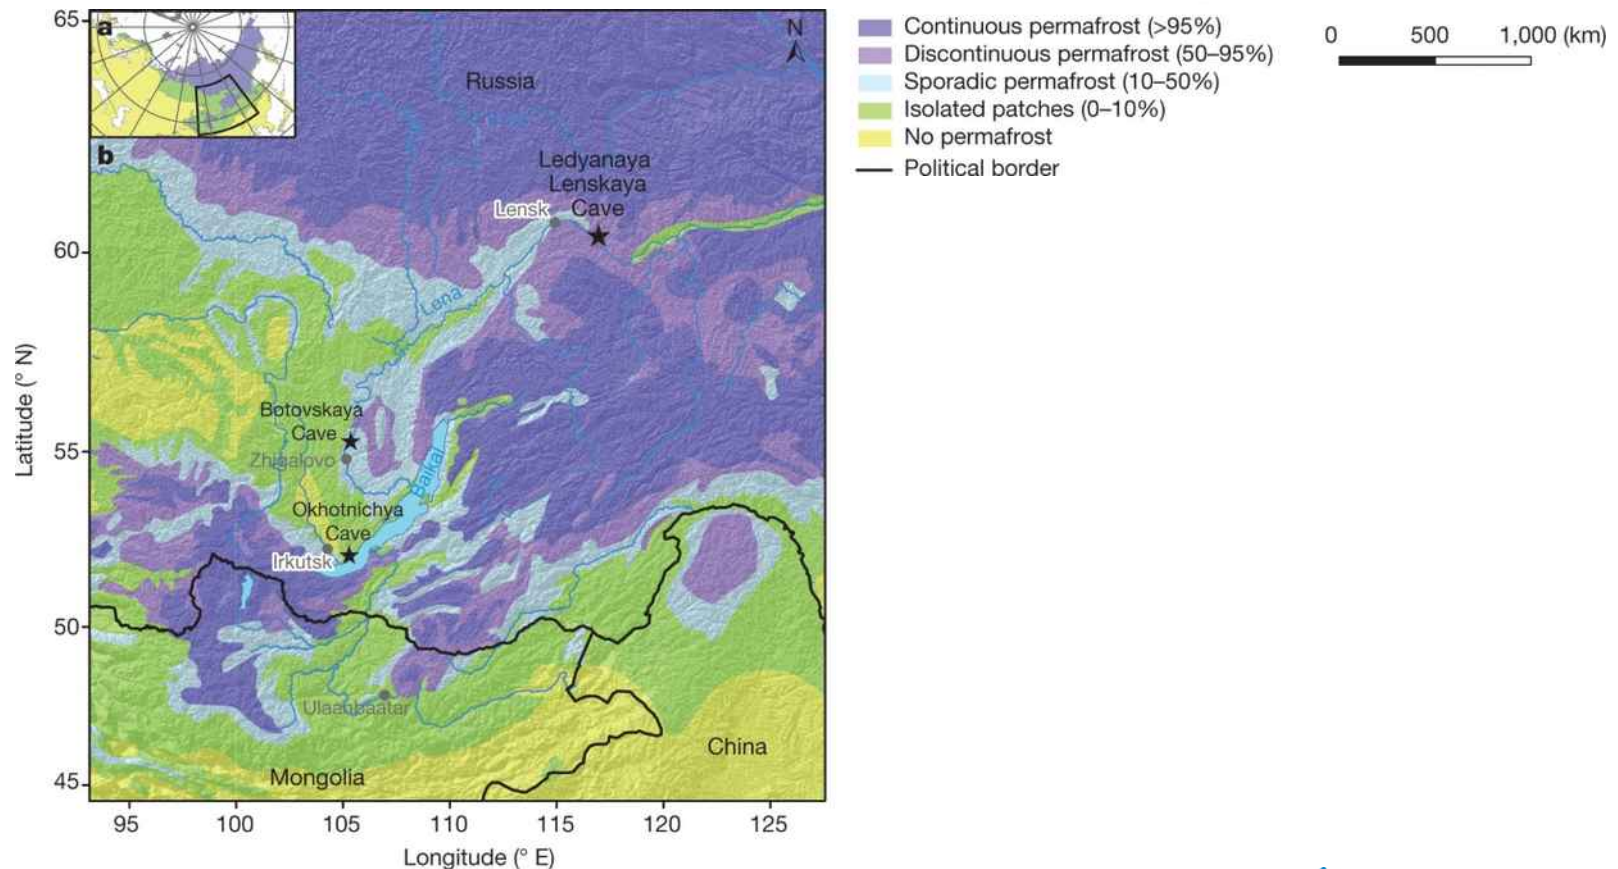 65
a
N
Russia
b
Ledyanaya
Lenskaya
Cave
Lensk
60
Lena
Latitude (° N)
Botovskaya
Cave
55
Zhigalovo
Baikal
Okhotnichya
Cave
Irkutsk
50
Ulaanbaatar
China
Mongolia
45
95 100 105 110 115 120 125
Longitude (° E)
Continuous permafrost (>95%)
Discontinuous permafrost (50–95%)
Sporadic permafrost (10–50%)
Isolated patches (0–10%)
No permafrost
Political border
0 500 1,000 (km)